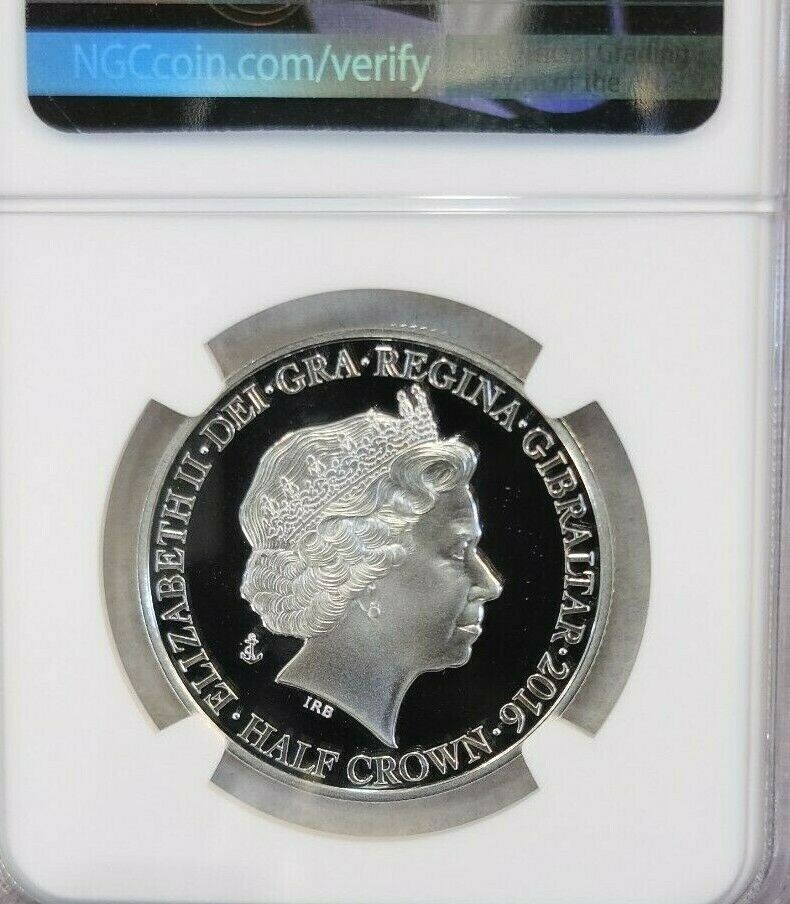 NGCcoin.com/verify
ELIZABETH II · DEI · GRA · REGINA · GIBRALTAR · 2016 ·
HALF CROWN ·
IRB